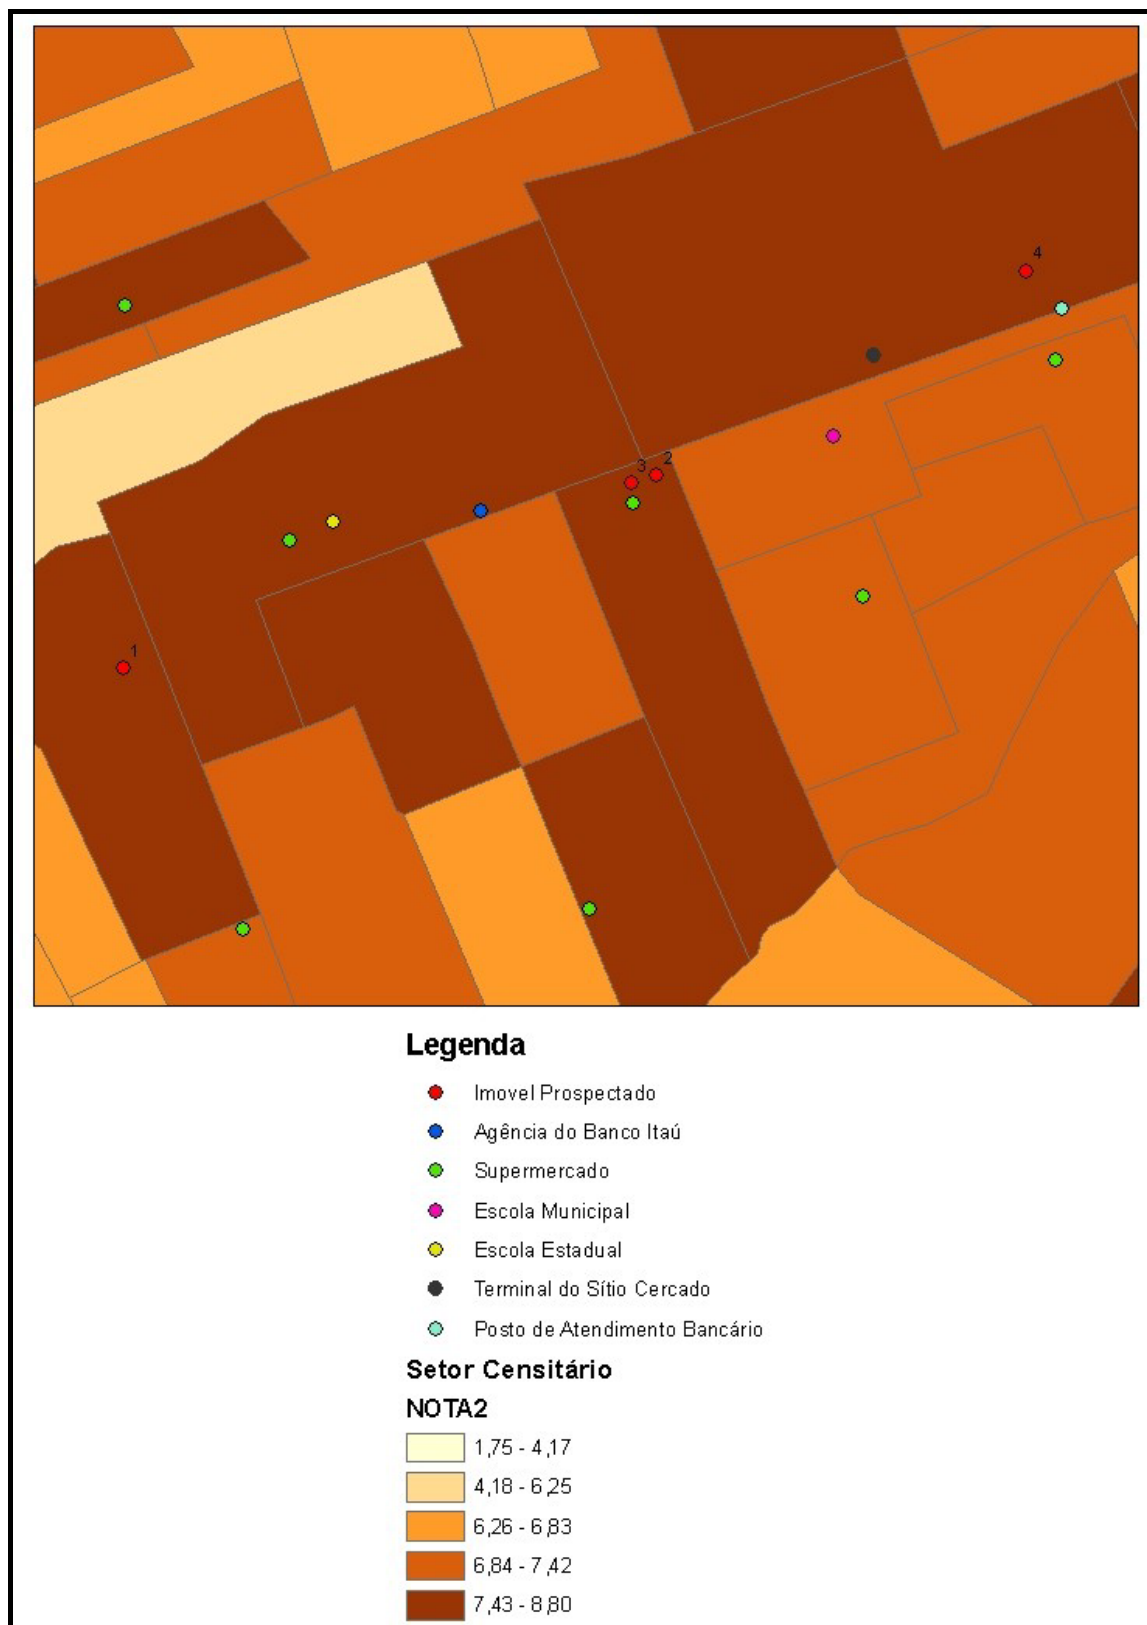 4
3
2
1
Legenda
Imovel Prospectado
Agência do Banco Itaú
Supermercado
Escola Municipal
Escola Estadual
Terminal do Sítio Cercado
Posto de Atendimento Bancário
Setor Censitário
NOTA2
1,75 - 4,17
4,18 - 6,25
6,26 - 6,83
6,84 - 7,42
7,43 - 8,80